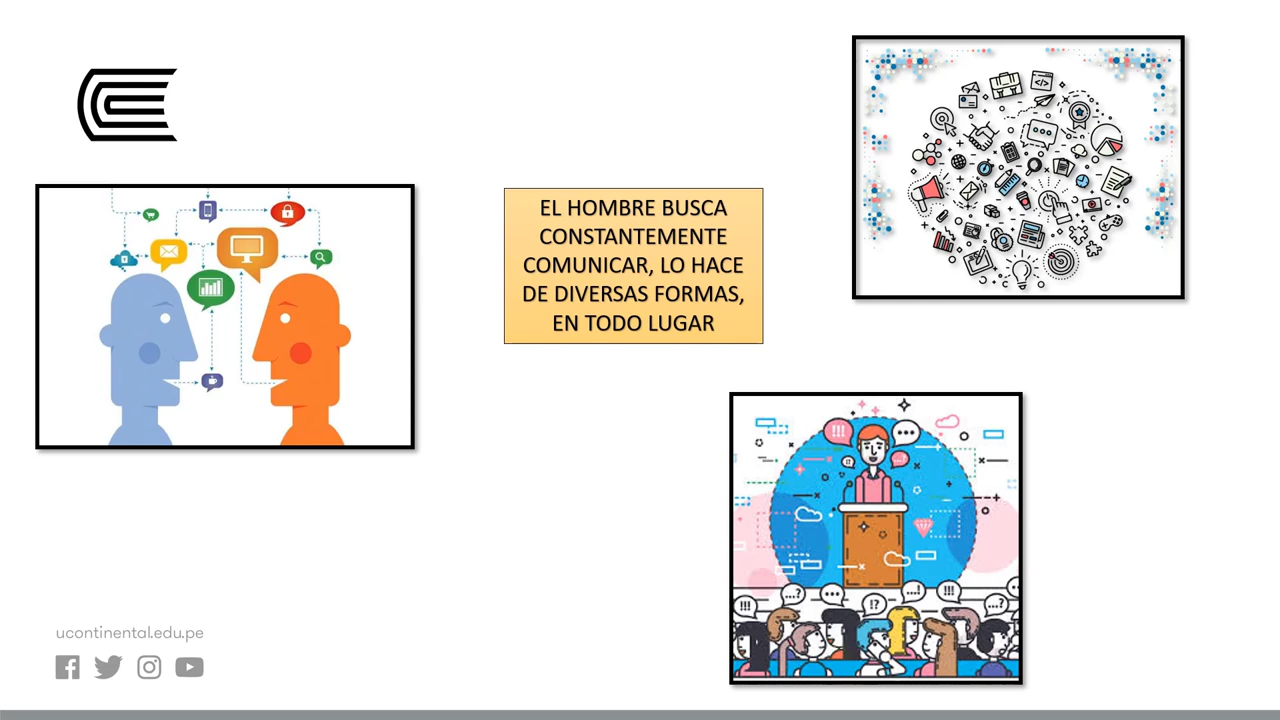 EL HOMBRE BUSCA
CONSTANTEMENTE
COMUNICAR, LO HACE
DE DIVERSAS FORMAS,
EN TODO LUGAR
!!!
...
!?
...!
!!!
...?
...
!?
...!
!!!
...?
ucontinental.edu.pe